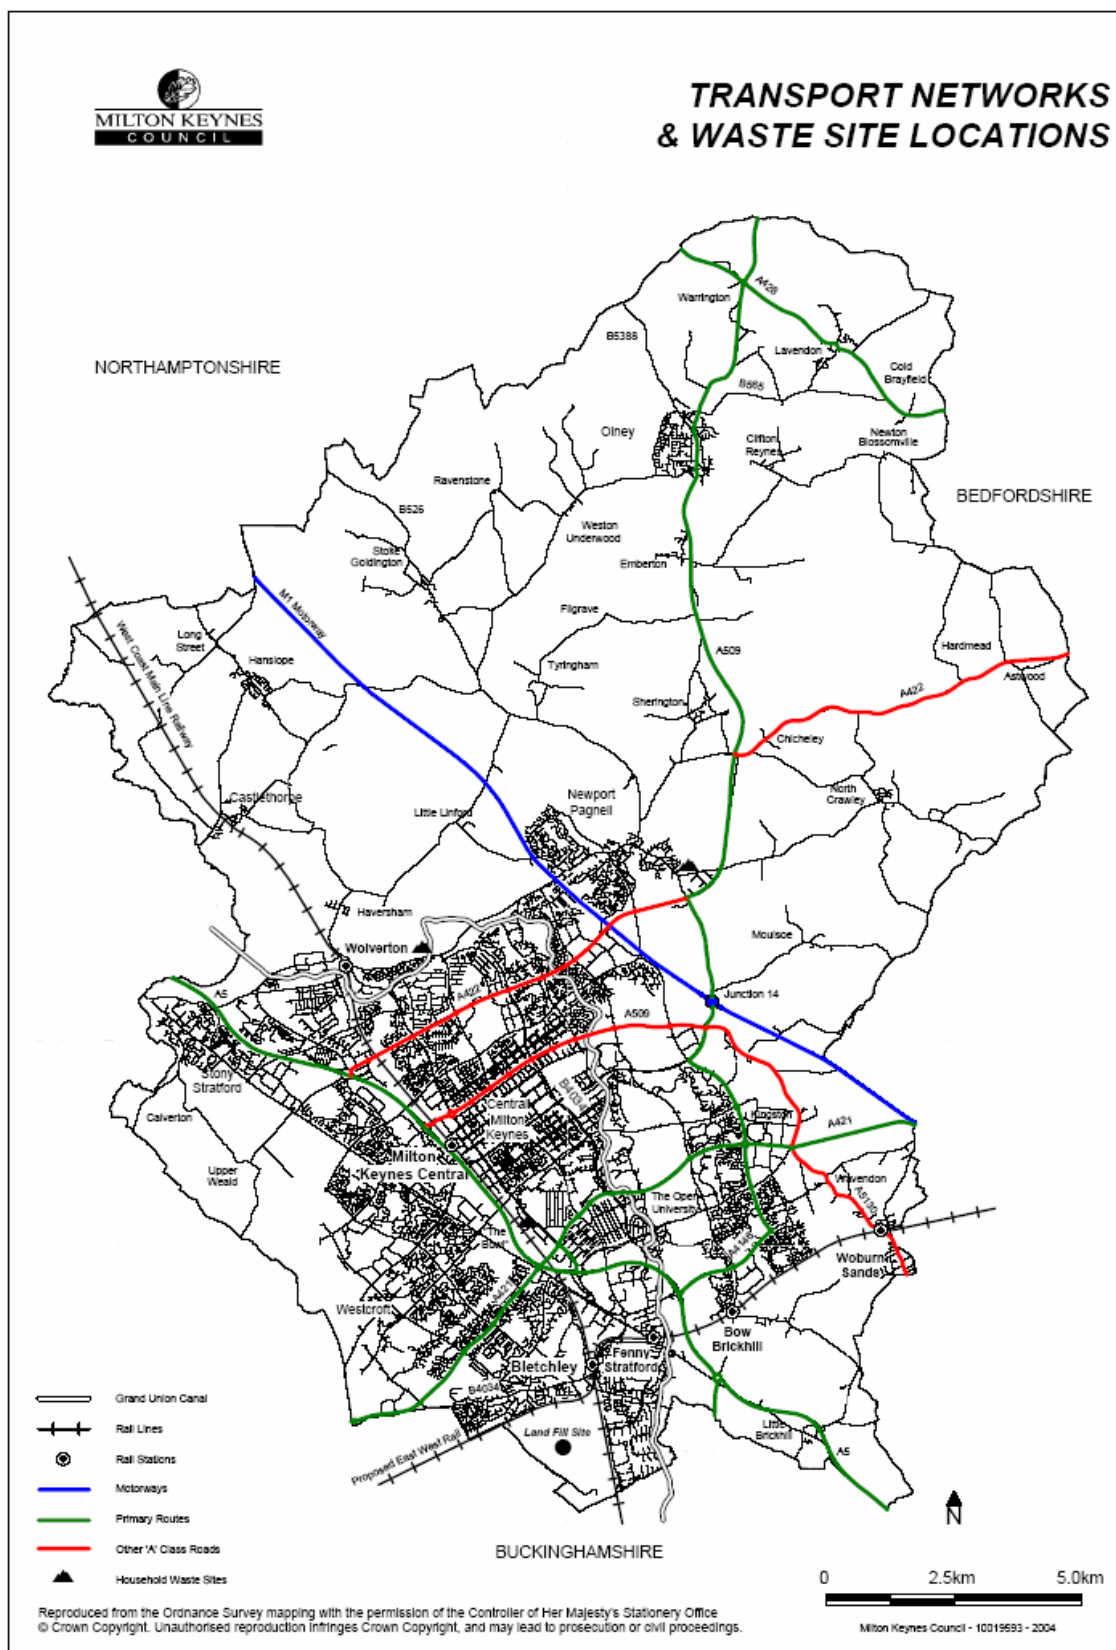 MILTON KEYNES
COUNCIL
TRANSPORT NETWORKS
& WASTE SITE LOCATIONS
NORTHAMPTONSHIRE
BEDFORDSHIRE
BUCKINGHAMSHIRE
Warrington
A428
B5388
Lavendon
Cold
Brayfield
B565
Olney
Clifton
Reynes
Newton
Blossomville
Ravenstone
B526
Weston
Underwood
Stoke
Goldington
Emberton
M1 Motorway
Filgrave
Long
Street
West Coast Main Line Railway
Hanslope
Tyringham
A509
Hardmead
Astwood
A422
Sherington
Chicheley
Castlethorpe
Little Linford
Newport
Pagnell
North
Crawley
Haversham
Wolverton
Moulsoe
A5
A422
Junction 14
A509
Stony
Stratford
B4034
Central
Milton
Keynes
Calverton
Kingston
A421
Milton
Keynes Central
Upper
Weald
Wavendon
The Open
University
A5130
The
Bowl
A4146
Woburn
Sands
A421
Westcroft
Bow
Brickhill
Bletchley
Fenny
Stratford
B4034
Little
Brickhill
Land Fill Site
A5
Proposed East West Rail
Grand Union Canal
Rail Lines
Rail Stations
Motorways
Primary Routes
Other 'A' Class Roads
Household Waste Sites
N
0 2.5km 5.0km
Reproduced from the Ordnance Survey mapping with the permission of the Controller of Her Majesty's Stationery Office
© Crown Copyright. Unauthorised reproduction infringes Crown Copyright, and may lead to prosecution or civil proceedings.
Milton Keynes Council - 10019593 - 2004